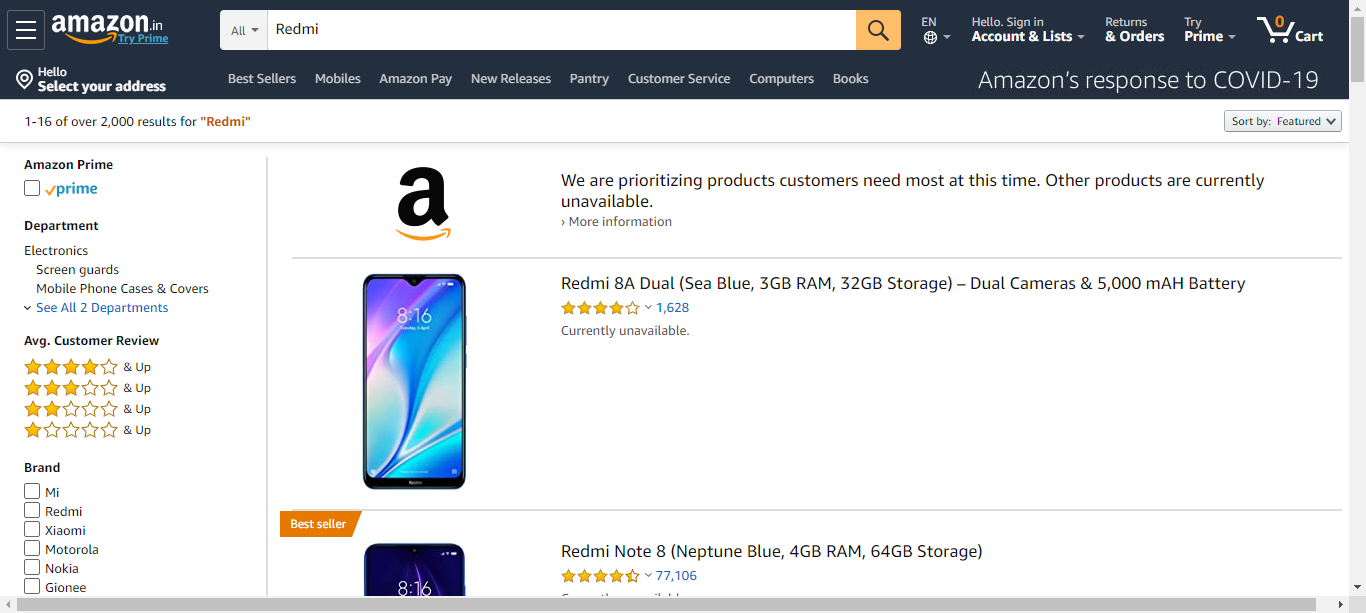 amazon.in
Try Prime
All
Redmi
EN
Hello. Sign in
Account & Lists
Returns
& Orders
Try
Prime
0
Cart
Hello
Select your address
Best Sellers Mobiles Amazon Pay New Releases Pantry Customer Service Computers Books
Amazon's response to COVID-19
1-16 of over 2,000 results for "Redmi"
Sort by: Featured
Amazon Prime
prime
Department
Electronics
Screen guards
Mobile Phone Cases & Covers
See All 2 Departments
Avg. Customer Review
& Up
& Up
& Up
& Up
Brand
Mi
Redmi
Xiaomi
Motorola
Nokia
Gionee
a
We are prioritizing products customers need most at this time. Other products are currently
unavailable.
› More information
8:16
Redmi
Redmi 8A Dual (Sea Blue, 3GB RAM, 32GB Storage) – Dual Cameras & 5,000 mAH Battery
1,628
Currently unavailable.
Best seller
8:16
Redmi Note 8 (Neptune Blue, 4GB RAM, 64GB Storage)
77,106